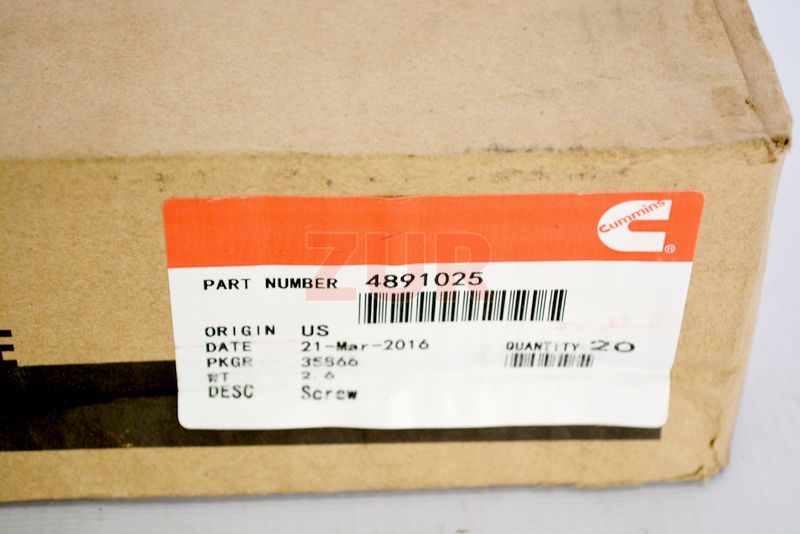 Cummins
®
ZUR
PART NUMBER 4891025
ORIGIN US
DATE 21-Mar-2016
QUANTITY 20
PKGR 35866
WT 2.6
DESC Screw